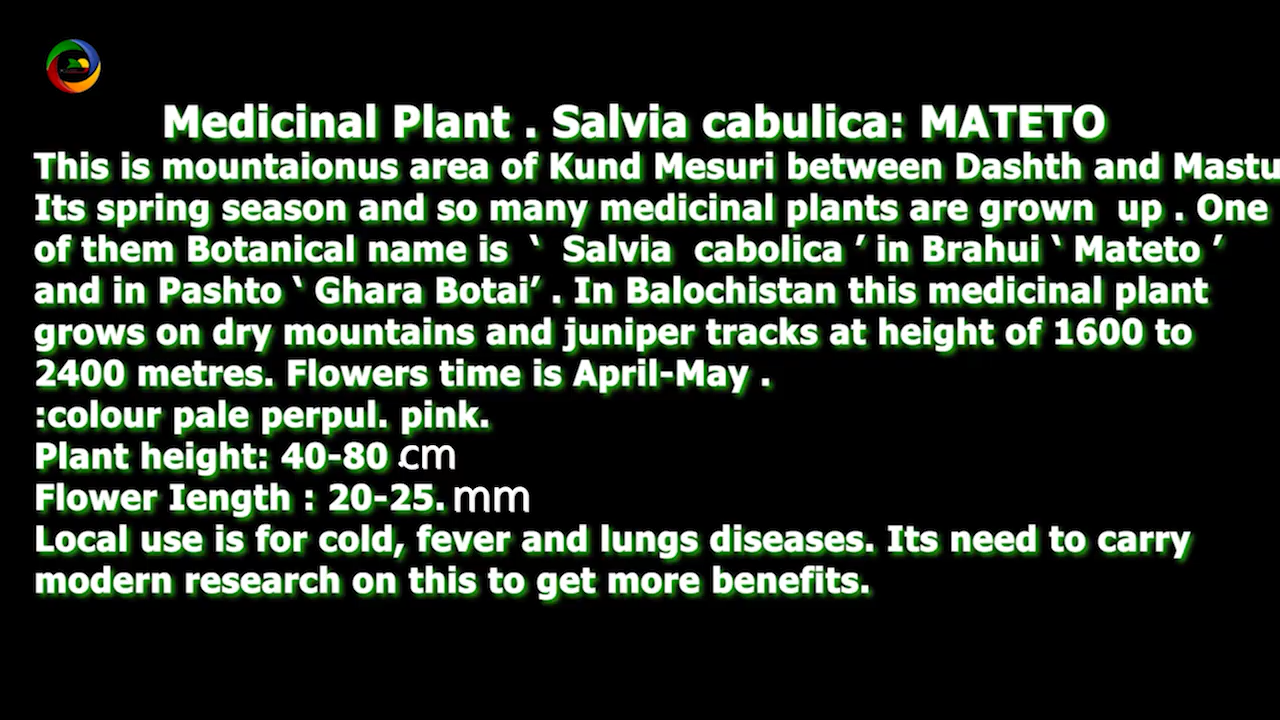 Medicinal Plant . Salvia cabulica: MATETO
This is mountaionus area of Kund Mesuri between Dashth and Mastu
Its spring season and so many medicinal plants are grown up . One
of them Botanical name is ‘ Salvia cabolica ’ in Brahui ‘ Mateto ’
and in Pashto ‘ Ghara Botai’ . In Balochistan this medicinal plant
grows on dry mountains and juniper tracks at height of 1600 to
2400 metres. Flowers time is April-May .
:colour pale perpul. pink.
Plant height: 40-80 .cm
Flower Iength : 20-25. mm
Local use is for cold, fever and lungs diseases. Its need to carry
modern research on this to get more benefits.